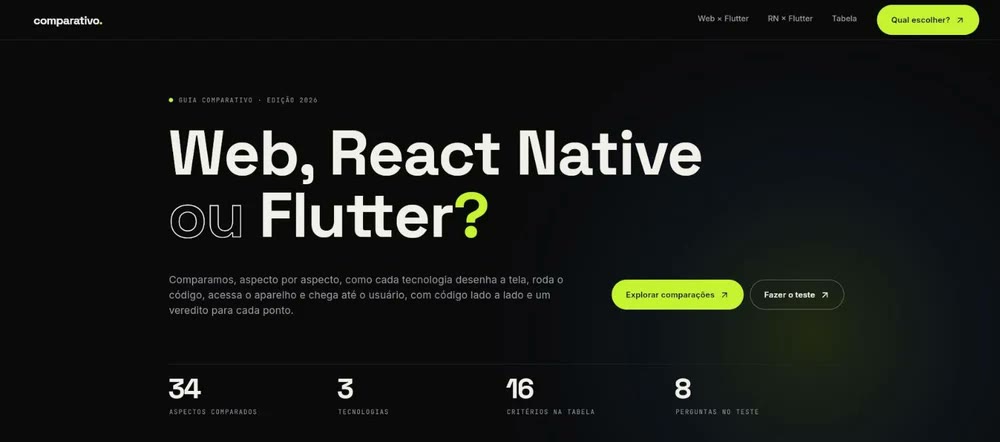 comparativo.
Web × Flutter
RN × Flutter
Tabela
Qual escolher?
GUIA COMPARATIVO · EDIÇÃO 2026
Web, React Native
ou Flutter?
Comparamos, aspecto por aspecto, como cada tecnologia desenha a tela, roda o
código, acessa o aparelho e chega até o usuário, com código lado a lado e um
veredito para cada ponto.
Explorar comparações
Fazer o teste
34
ASPECTOS COMPARADOS
3
TECNOLOGIAS
16
CRITÉRIOS NA TABELA
8
PERGUNTAS NO TESTE